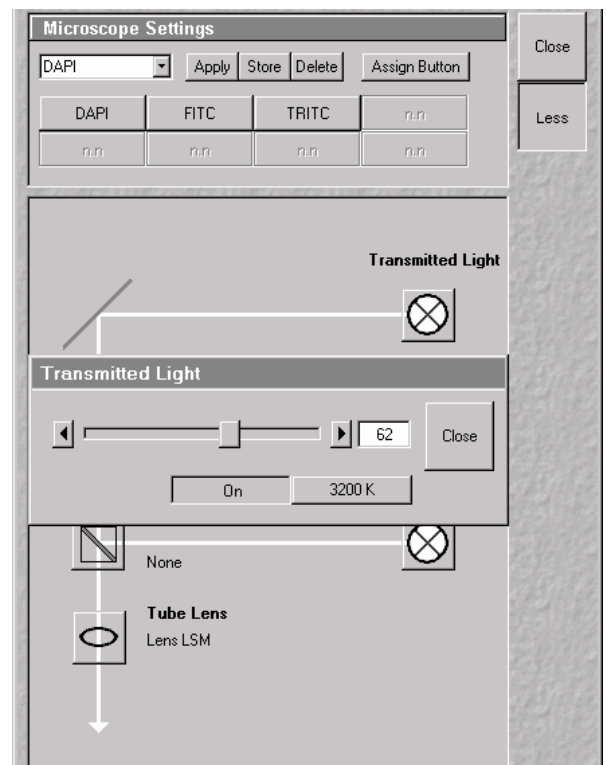 Microscope Settings
Close
DAPI Apply Store Delete Assign Button
DAPI FITC TRITC n.n
Less
n.n n.n n.n n.n
Transmitted Light
Transmitted Light
62 Close
On 3200 K
None
Tube Lens
Lens LSM